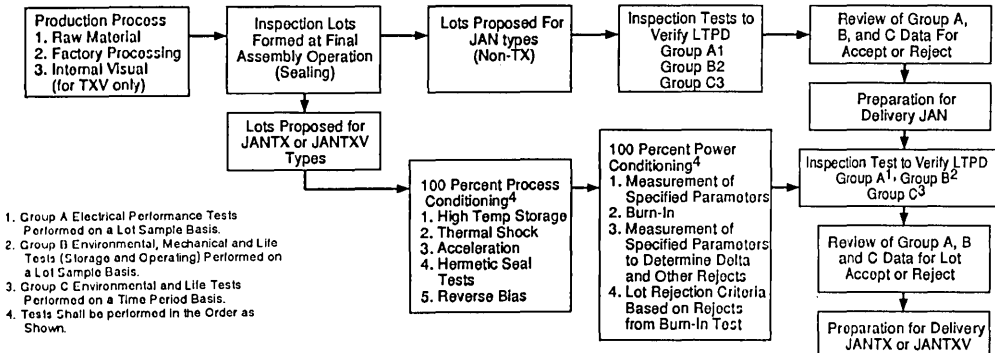 Production Process
1. Raw Material
2. Factory Processing
3. Internal Visual
(for TXV only)
Inspection Lots
Formed at Final
Assembly Operation
(Sealing)
Lots Proposed For
JAN types
(Non-TX)
Inspection Tests to
Verify LTPD
Group A1
Group B2
Group C3
Review of Group A,
B, and C Data For
Accept or Reject
Preparation for
Delivery JAN
Lots Proposed for
JANTX or JANTXV
Types
100 Percent Process
Conditioning4
1. High Temp Storage
2. Thermal Shock
3. Acceleration
4. Hermetic Seal
Tests
5. Reverse Bias
100 Percent Power
Conditioning4
1. Measurement of
Specified Paramotors
2. Burn-In
3. Measurement of
Specified Parameters
to Determine Delta
and Other Rejects
4. Lot Rejection Criteria
Based on Rejects
from Burn-In Test
Inspection Test to Verify LTPD
Group A1, Group B2
Group C3
Review of Group A, B
and C Data for Lot
Accept or Reject
Preparation for Delivery
JANTX or JANTXV
1. Group A Electrical Performance Tests
Performed on a Lot Sample Basis.
2. Group B Environmental, Mechanical and Life
Tests (Storage and Operating) Performed on
a Lot Sample Basis.
3. Group C Environmental and Life Tests
Performed on a Time Period Basis.
4. Tests Shall be performed in the Order as
Shown.